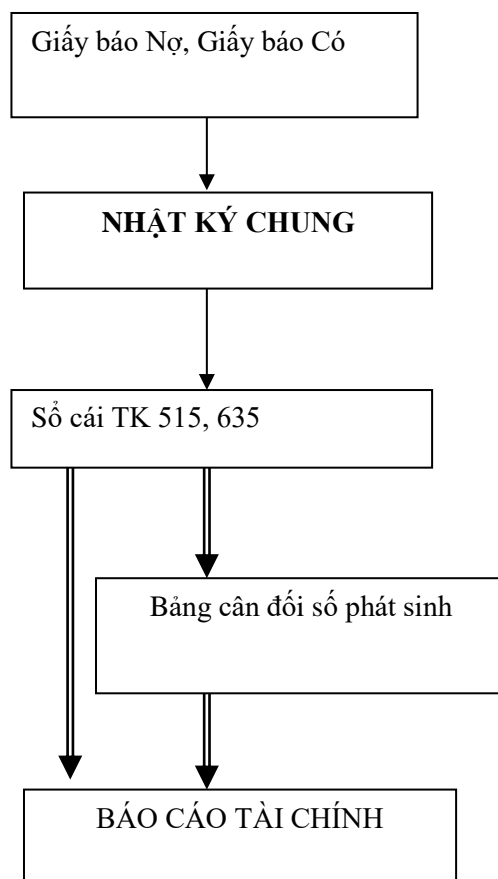 Giấy báo Nợ, Giấy báo Có
NHẬT KÝ CHUNG
Sổ cái TK 515, 635
Bảng cân đối số phát sinh
BÁO CÁO TÀI CHÍNH